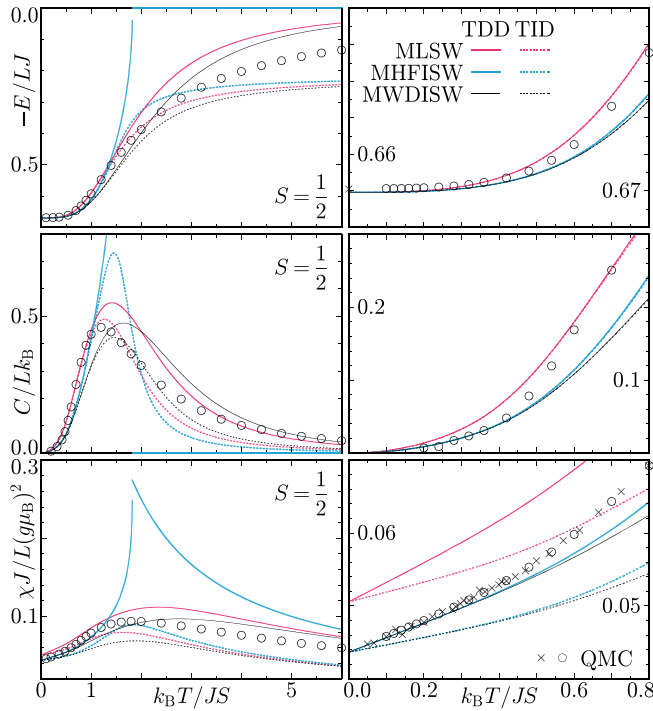 0.0
TDD TID
MLSW
MHFISW
MWDISW
−E/LJ
0.5
S = 1/2
0.66
0.67
C/Lk_B
0.5
0.0
S = 1/2
0.2
0.1
χJ/L(gμ_B)²
0.3
0.1
S = 1/2
0.06
0.05
× ○ QMC
0 1 k_BT/JS 5 6
0.0 0.2 k_BT/JS 0.6 0.8